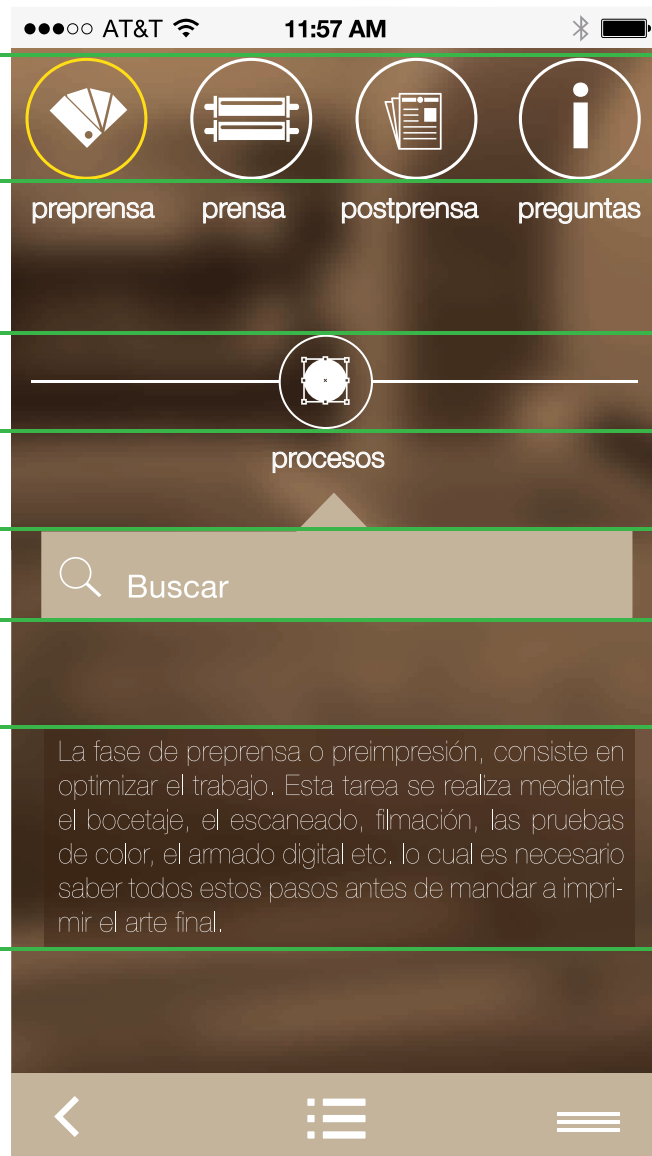 AT&T 11:57 AM
preprensa prensa postprensa preguntas
procesos
Buscar
La fase de preprensa o preimpresión, consiste en
optimizar el trabajo. Esta tarea se realiza mediante
el bocetaje, el escaneado, filmación, las pruebas
de color, el armado digital etc. lo cual es necesario
saber todos estos pasos antes de mandar a impri-
mir el arte final.